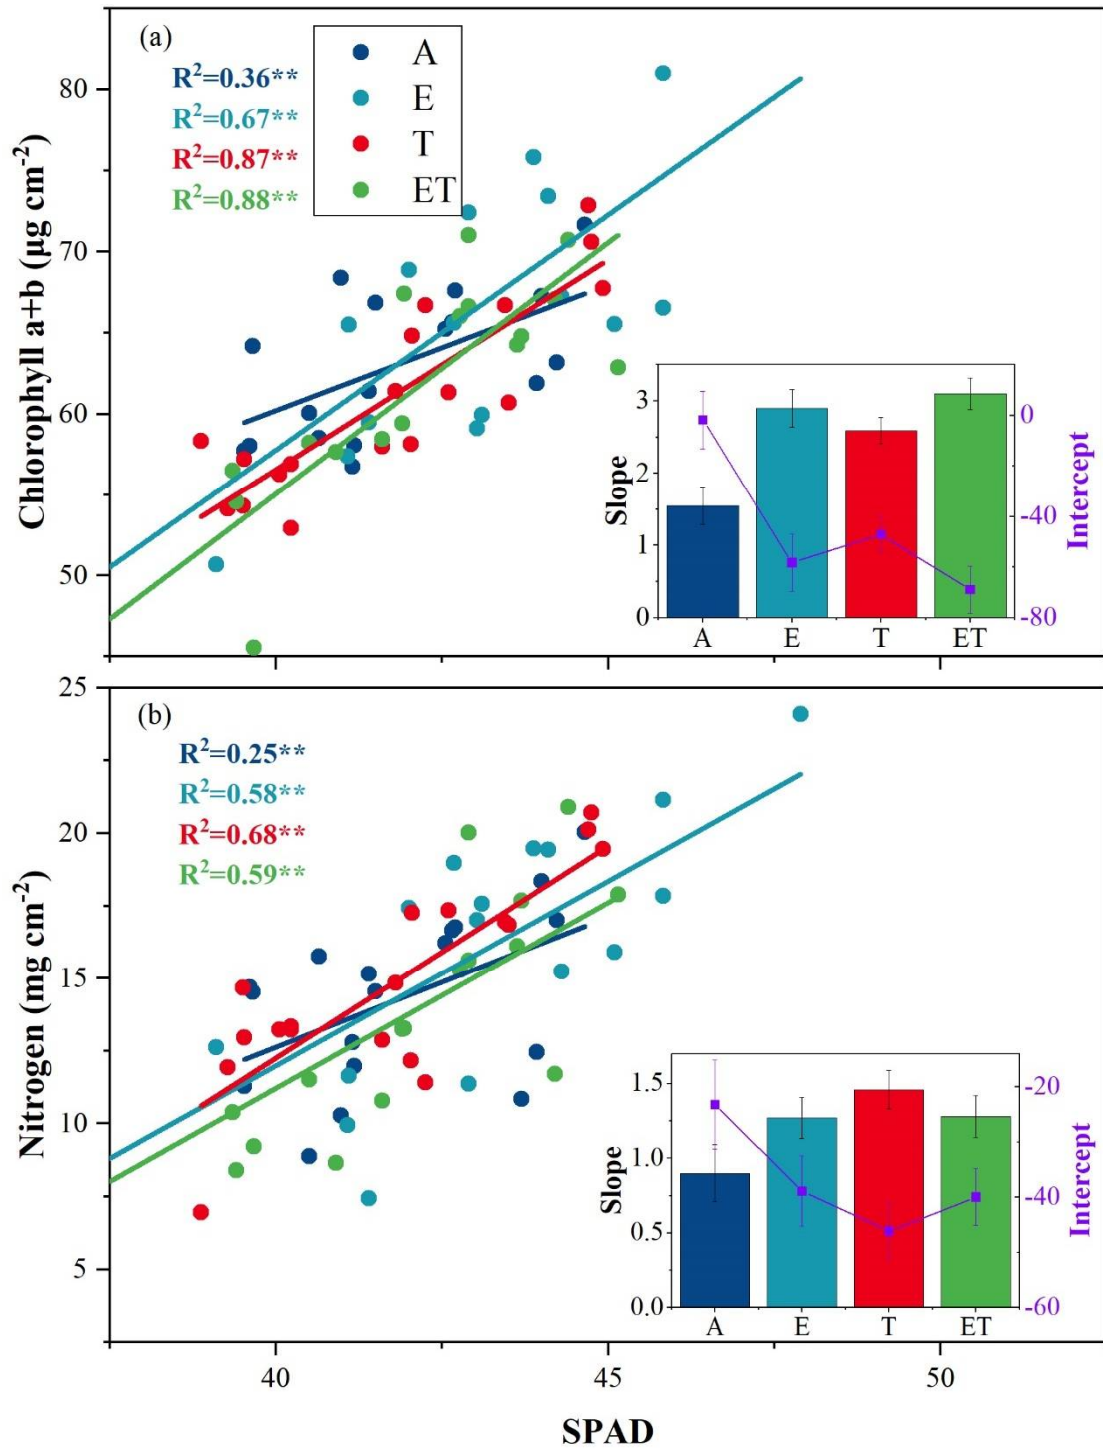 (a)
R²=0.36**
R²=0.67**
R²=0.87**
R²=0.88**
A
E
T
ET
Chlorophyll a+b (µg cm⁻²)
80
70
60
50
Slope
3
2
1
0
A E T ET
0
-40
-80
Intercept
(b)
R²=0.25**
R²=0.58**
R²=0.68**
R²=0.59**
Nitrogen (mg cm⁻²)
25
20
15
10
5
Slope
1.5
1.0
0.5
0.0
A E T ET
-20
-40
-60
Intercept
40 45 50
SPAD